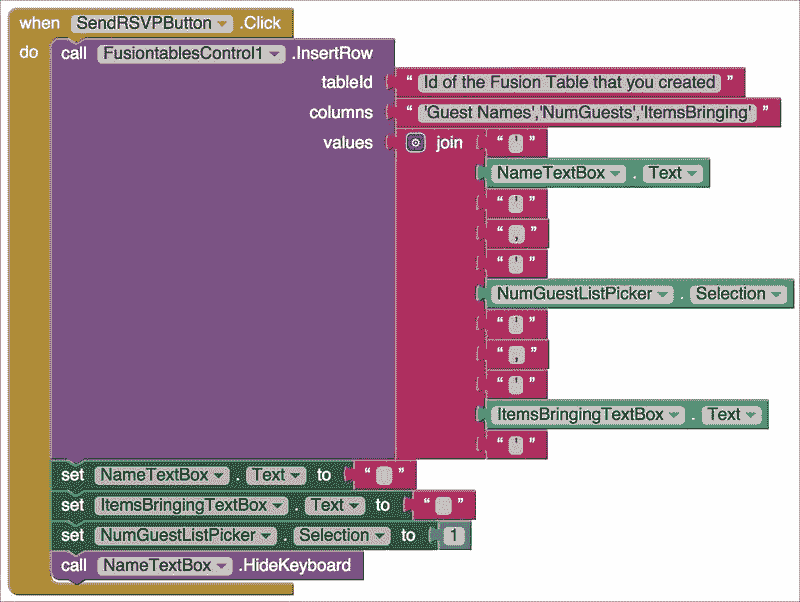 when SendRSVPButton .Click
do call FusiontablesControl1 .InsertRow
tableId “ Id of the Fusion Table that you created ”
columns “ 'Guest Names','NumGuests','ItemsBringing' ”
values join “ ' ”
NameTextBox . Text
“ ' ”
“ , ”
“ ' ”
NumGuestListPicker . Selection
“ ' ”
“ , ”
“ ' ”
ItemsBringingTextBox . Text
“ ' ”
set NameTextBox . Text to “ ”
set ItemsBringingTextBox . Text to “ ”
set NumGuestListPicker . Selection to 1
call NameTextBox .HideKeyboard